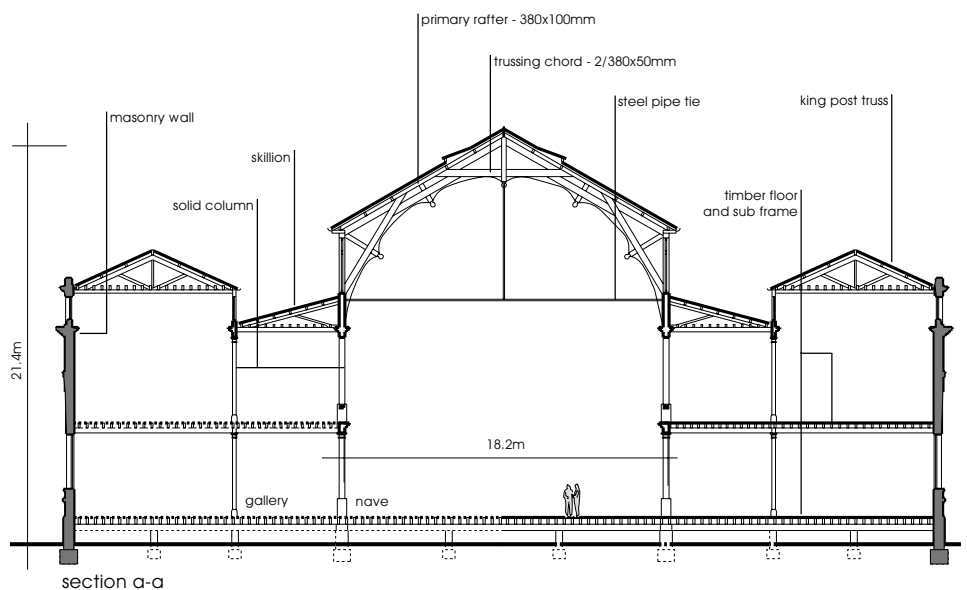 primary rafter - 380x100mm
trussing chord - 2/380x50mm
steel pipe tie
king post truss
masonry wall
skillion
solid column
timber floor
and sub frame
21.4m
18.2m
gallery
nave
section a-a